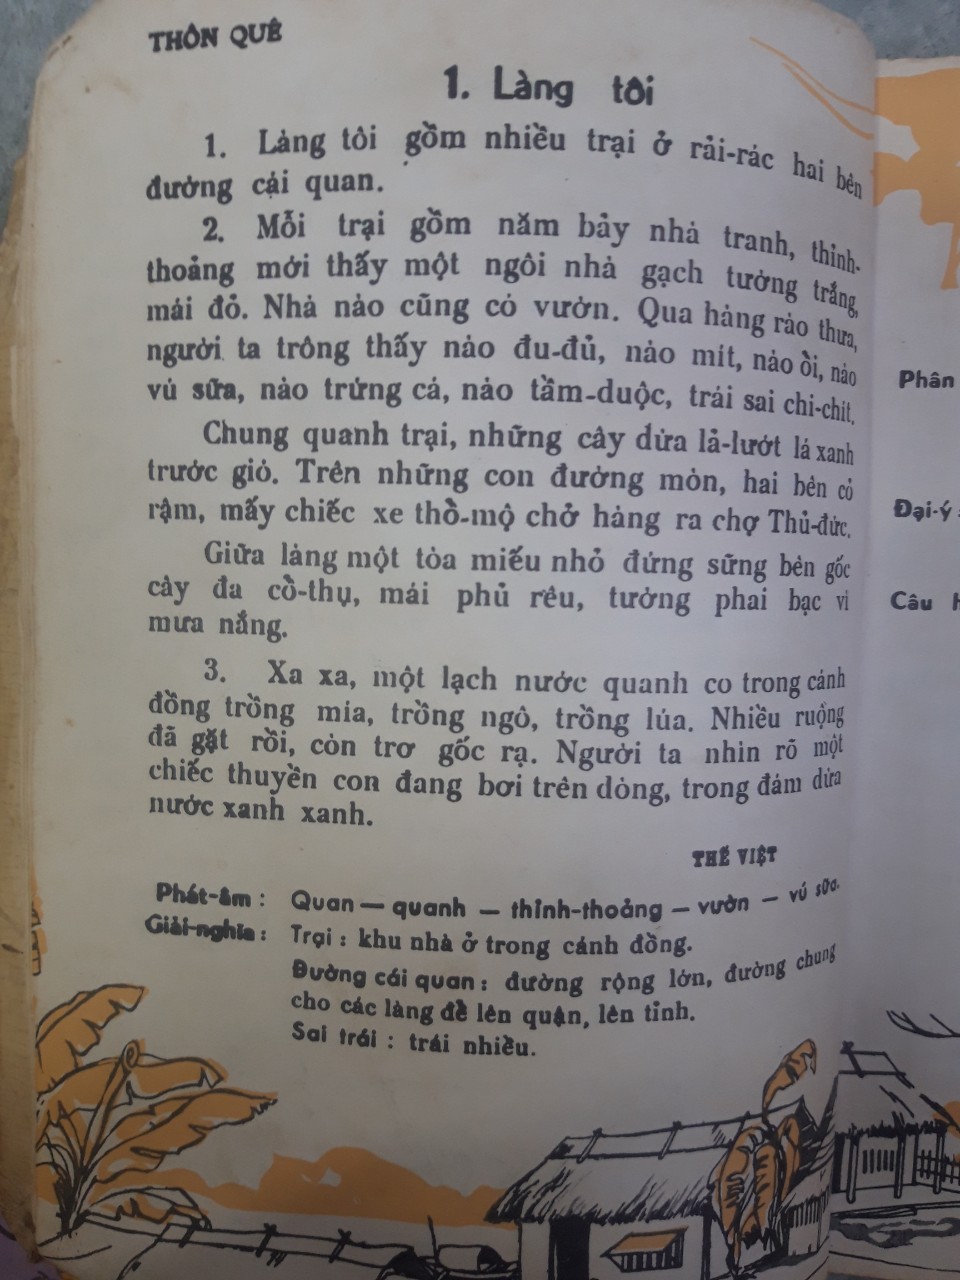 THÔN QUÊ
1. Làng tôi
1. Làng tôi gồm nhiều trại ở rải-rác hai bên
đường cái quan.
2. Mỗi trại gồm năm bảy nhà tranh, thỉnh-
thoảng mới thấy một ngôi nhà gạch tường trắng,
mái đỏ. Nhà nào cũng có vườn. Qua hàng rào thưa,
người ta trông thấy nào đu-đủ, nào mít, nào ổi, nào
vú sữa, nào trứng cá, nào tầm-duộc, trái sai chi-chít.
Chung quanh trại, những cây dừa lả-lướt lá xanh
trước gió. Trên những con đường mòn, hai bên cỏ
rậm, mấy chiếc xe thồ-mộ chở hàng ra chợ Thủ-đức.
Giữa làng một tòa miếu nhỏ đứng sững bên gốc
cây đa cồ-thụ, mái phủ rêu, tường phai bạc vì
mưa nắng.
3. Xa xa, một lạch nước quanh co trong cánh
đồng trồng mía, trồng ngô, trồng lúa. Nhiều ruộng
đã gặt rồi, còn trơ gốc rạ. Người ta nhìn rõ một
chiếc thuyền con đang bơi trên dòng, trong đám dừa
nước xanh xanh.
THẾ VIỆT
Phát-âm : Quan — quanh — thỉnh-thoảng — vườn — vú sữa.
Giải-nghĩa : Trại : khu nhà ở trong cánh đồng.
Đường cái quan : đường rộng lớn, đường chung
cho các làng để lên quận, lên tỉnh.
Sai trái : trái nhiều.
Phân
Đại-ý :
Câu h